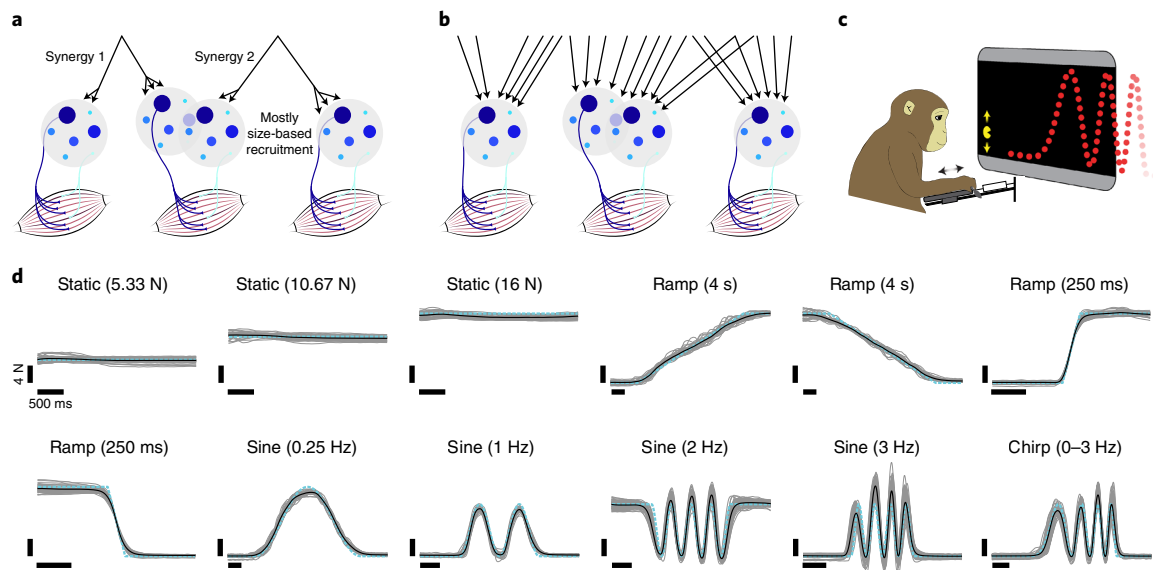 a
b
c
Synergy 1
Synergy 2
Mostly
size-based
recruitment
d
Static (5.33 N)
Static (10.67 N)
Static (16 N)
Ramp (4 s)
Ramp (4 s)
Ramp (250 ms)
4 N
500 ms
Ramp (250 ms)
Sine (0.25 Hz)
Sine (1 Hz)
Sine (2 Hz)
Sine (3 Hz)
Chirp (0–3 Hz)